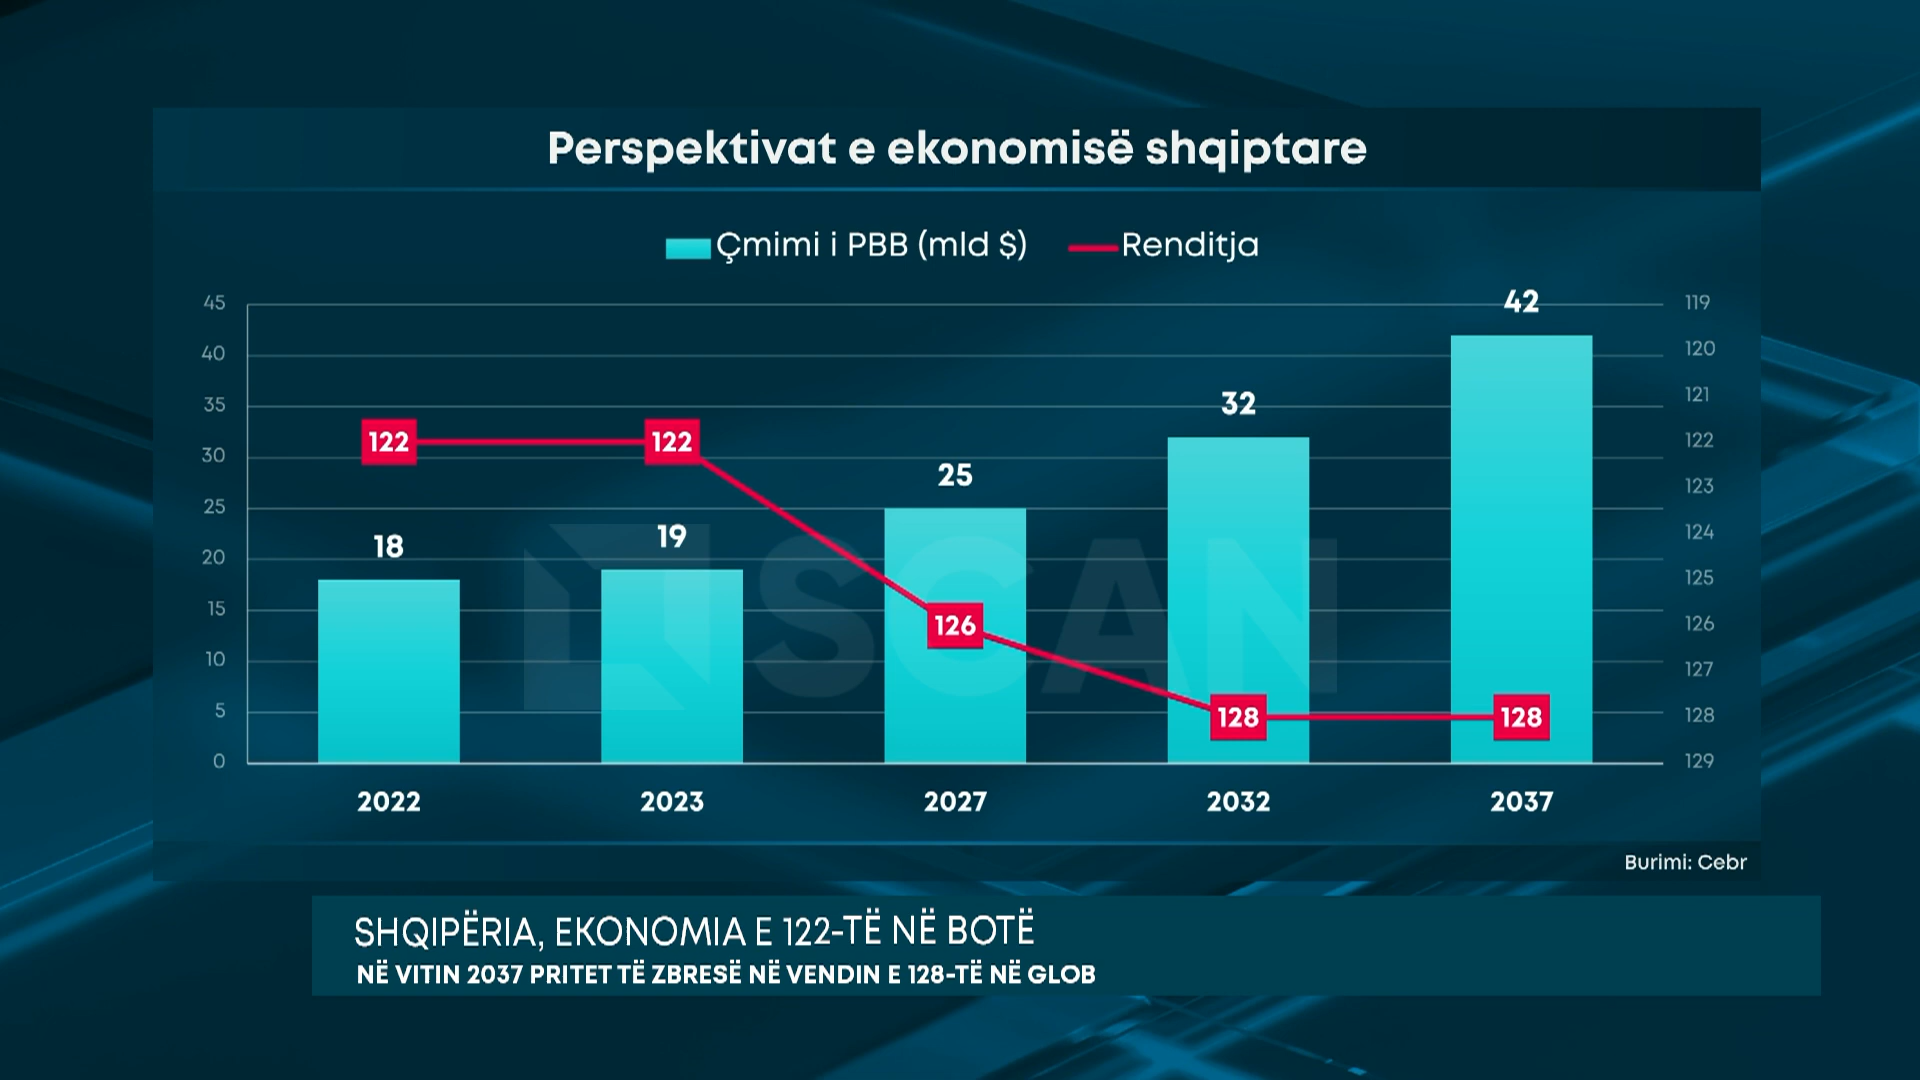 Perspektivat e ekonomisë shqiptare
Çmimi i PBB (mld $) Renditja
45 42 119
40 120
35 32 121
122 122 122
30
25 123
25
18 19 124
20 125
15 126 126
10 127
5 128 128 128
0 129
2022 2023 2027 2032 2037
SCAN
Burimi: Cebr
SHQIPËRIA, EKONOMIA E 122-TË NË BOTË
NË VITIN 2037 PRITET TË ZBRESË NË VENDIN E 128-TË NË GLOB